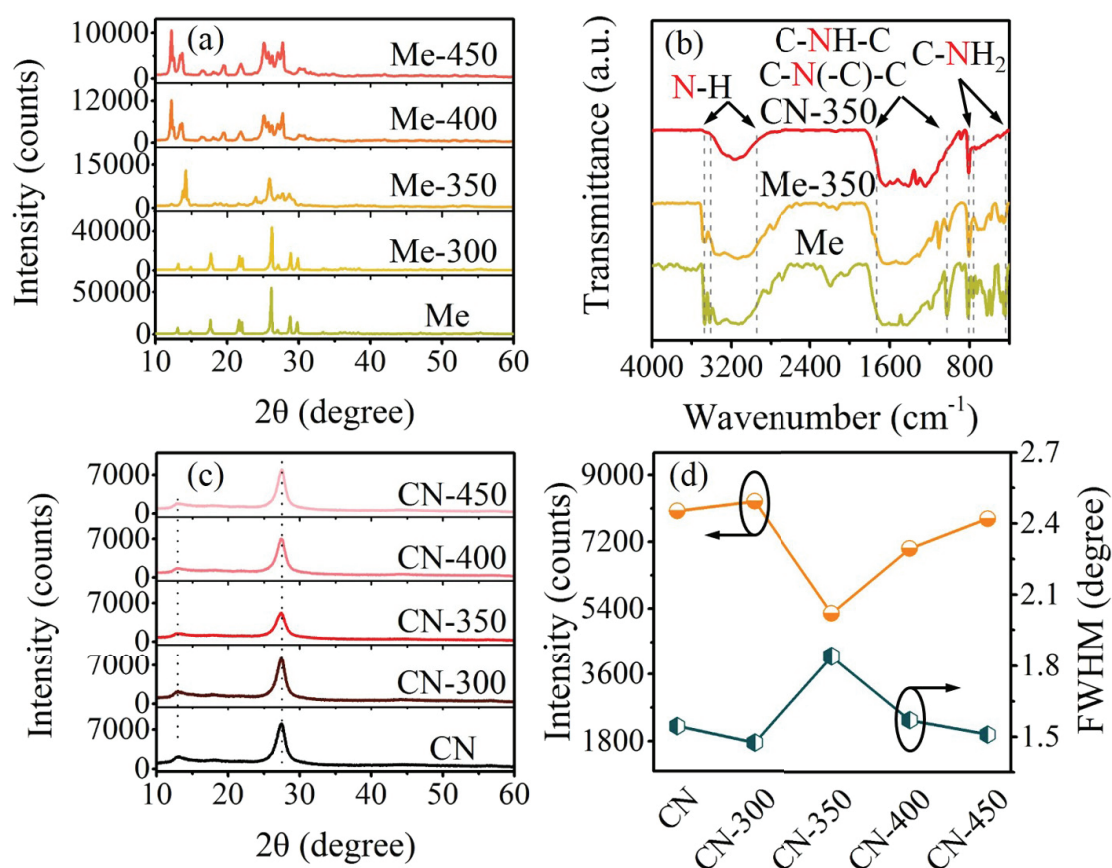 (a)
Intensity (counts)
10000
0
Me-450
12000
0
Me-400
15000
0
Me-350
40000
0
Me-300
50000
0
Me
10 20 30 40 50 60
2θ (degree)
(b)
Transmittance (a.u.)
C-NH-C
C-N(-C)-C
C-NH₂
N-H
CN-350
Me-350
Me
4000 3200 2400 1600 800
Wavenumber (cm⁻¹)
(c)
Intensity (counts)
7000
0
CN-450
7000
0
CN-400
7000
0
CN-350
7000
0
CN-300
7000
0
CN
10 20 30 40 50 60
2θ (degree)
(d)
Intensity (counts)
9000
7200
5400
3600
1800
2.7
2.4
2.1
1.8
1.5
FWHM (degree)
CN
CN-300
CN-350
CN-400
CN-450